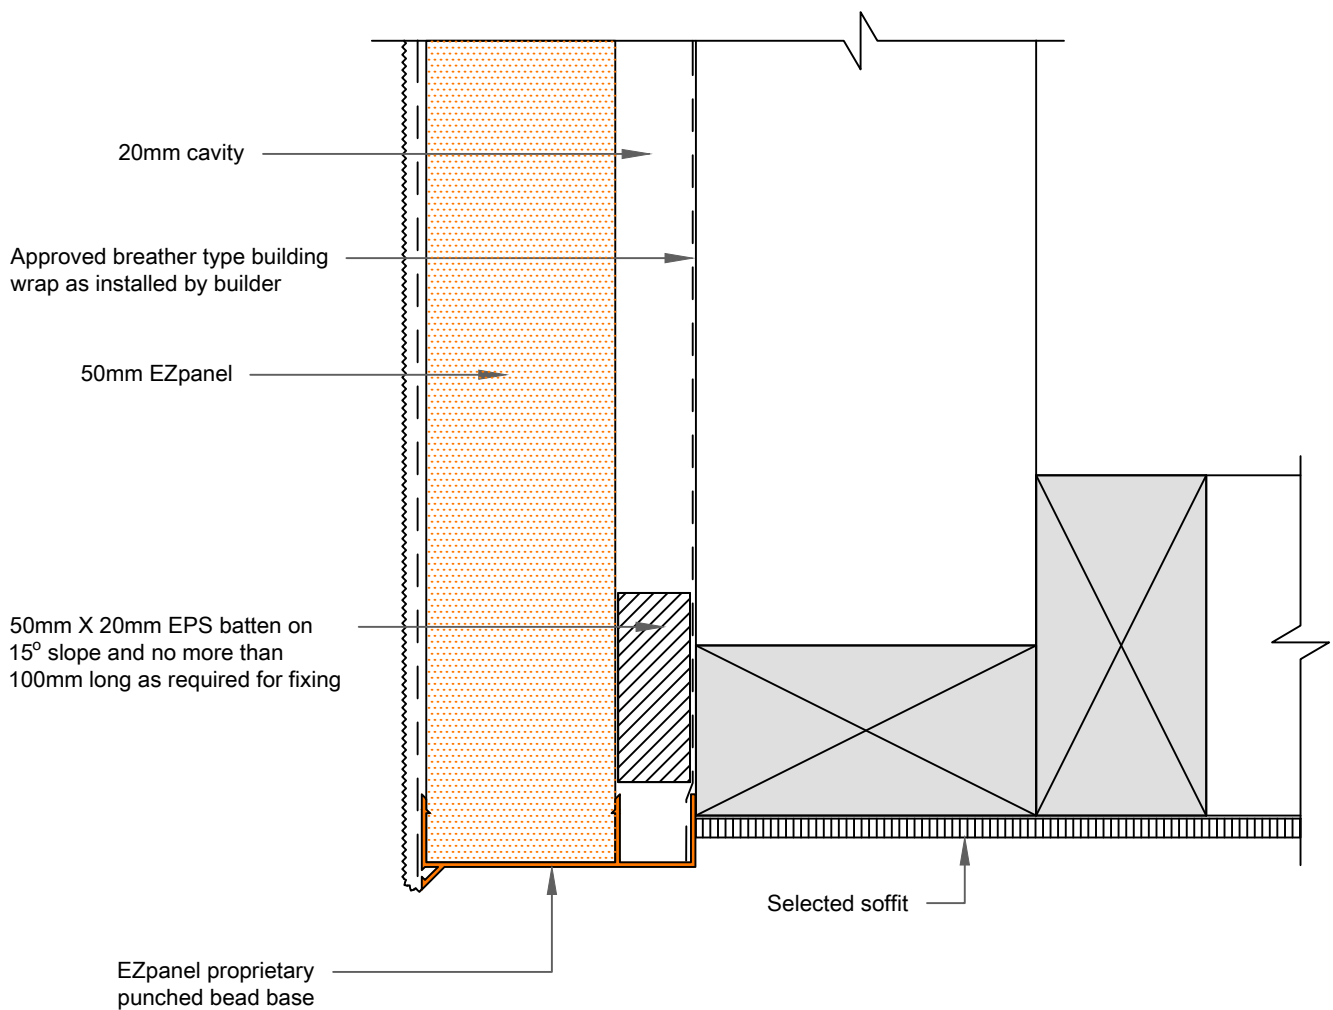 20mm cavity
Approved breather type building
wrap as installed by builder
50mm EZpanel
50mm X 20mm EPS batten on
15o slope and no more than
100mm long as required for fixing
Selected soffit
EZpanel proprietary
punched bead base